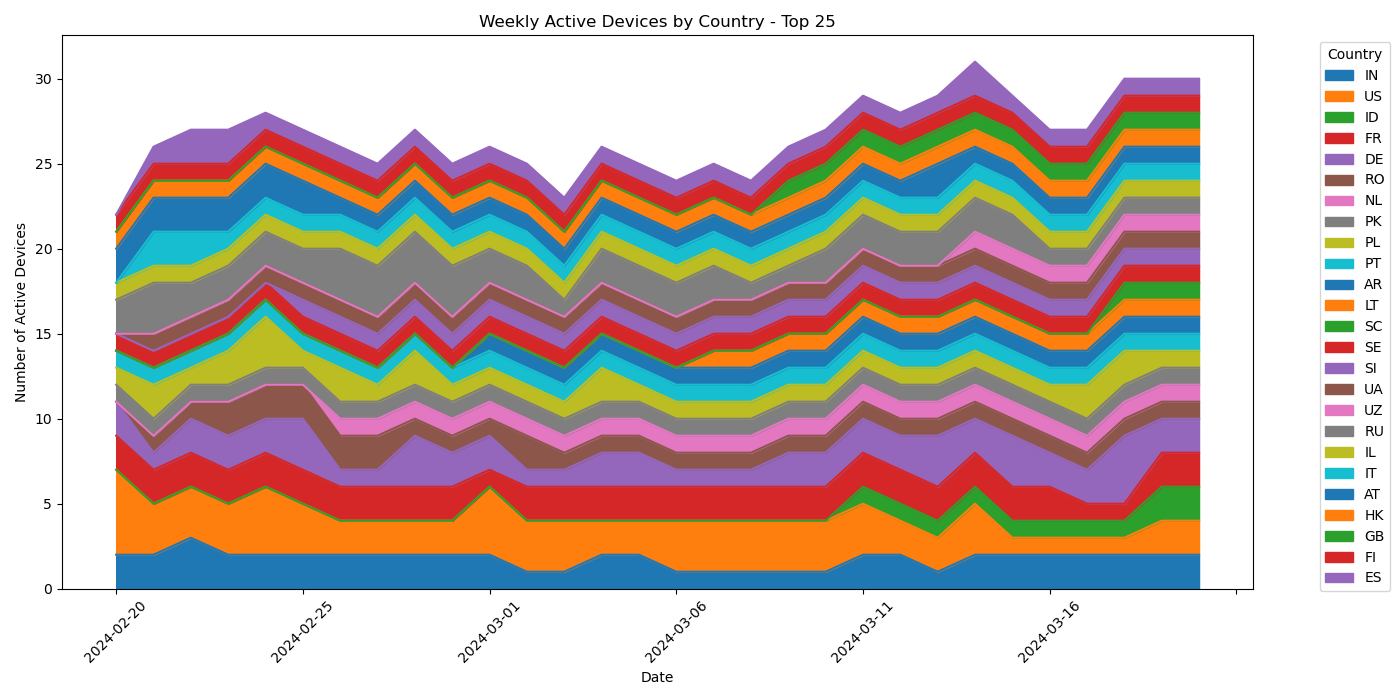 Weekly Active Devices by Country - Top 25
Number of Active Devices
30
25
20
15
10
5
0
2024-02-20
2024-02-25
2024-03-01
2024-03-06
2024-03-11
2024-03-16
Date
Country
IN
US
ID
FR
DE
RO
NL
PK
PL
PT
AR
LT
SC
SE
SI
UA
UZ
RU
IL
IT
AT
HK
GB
FI
ES